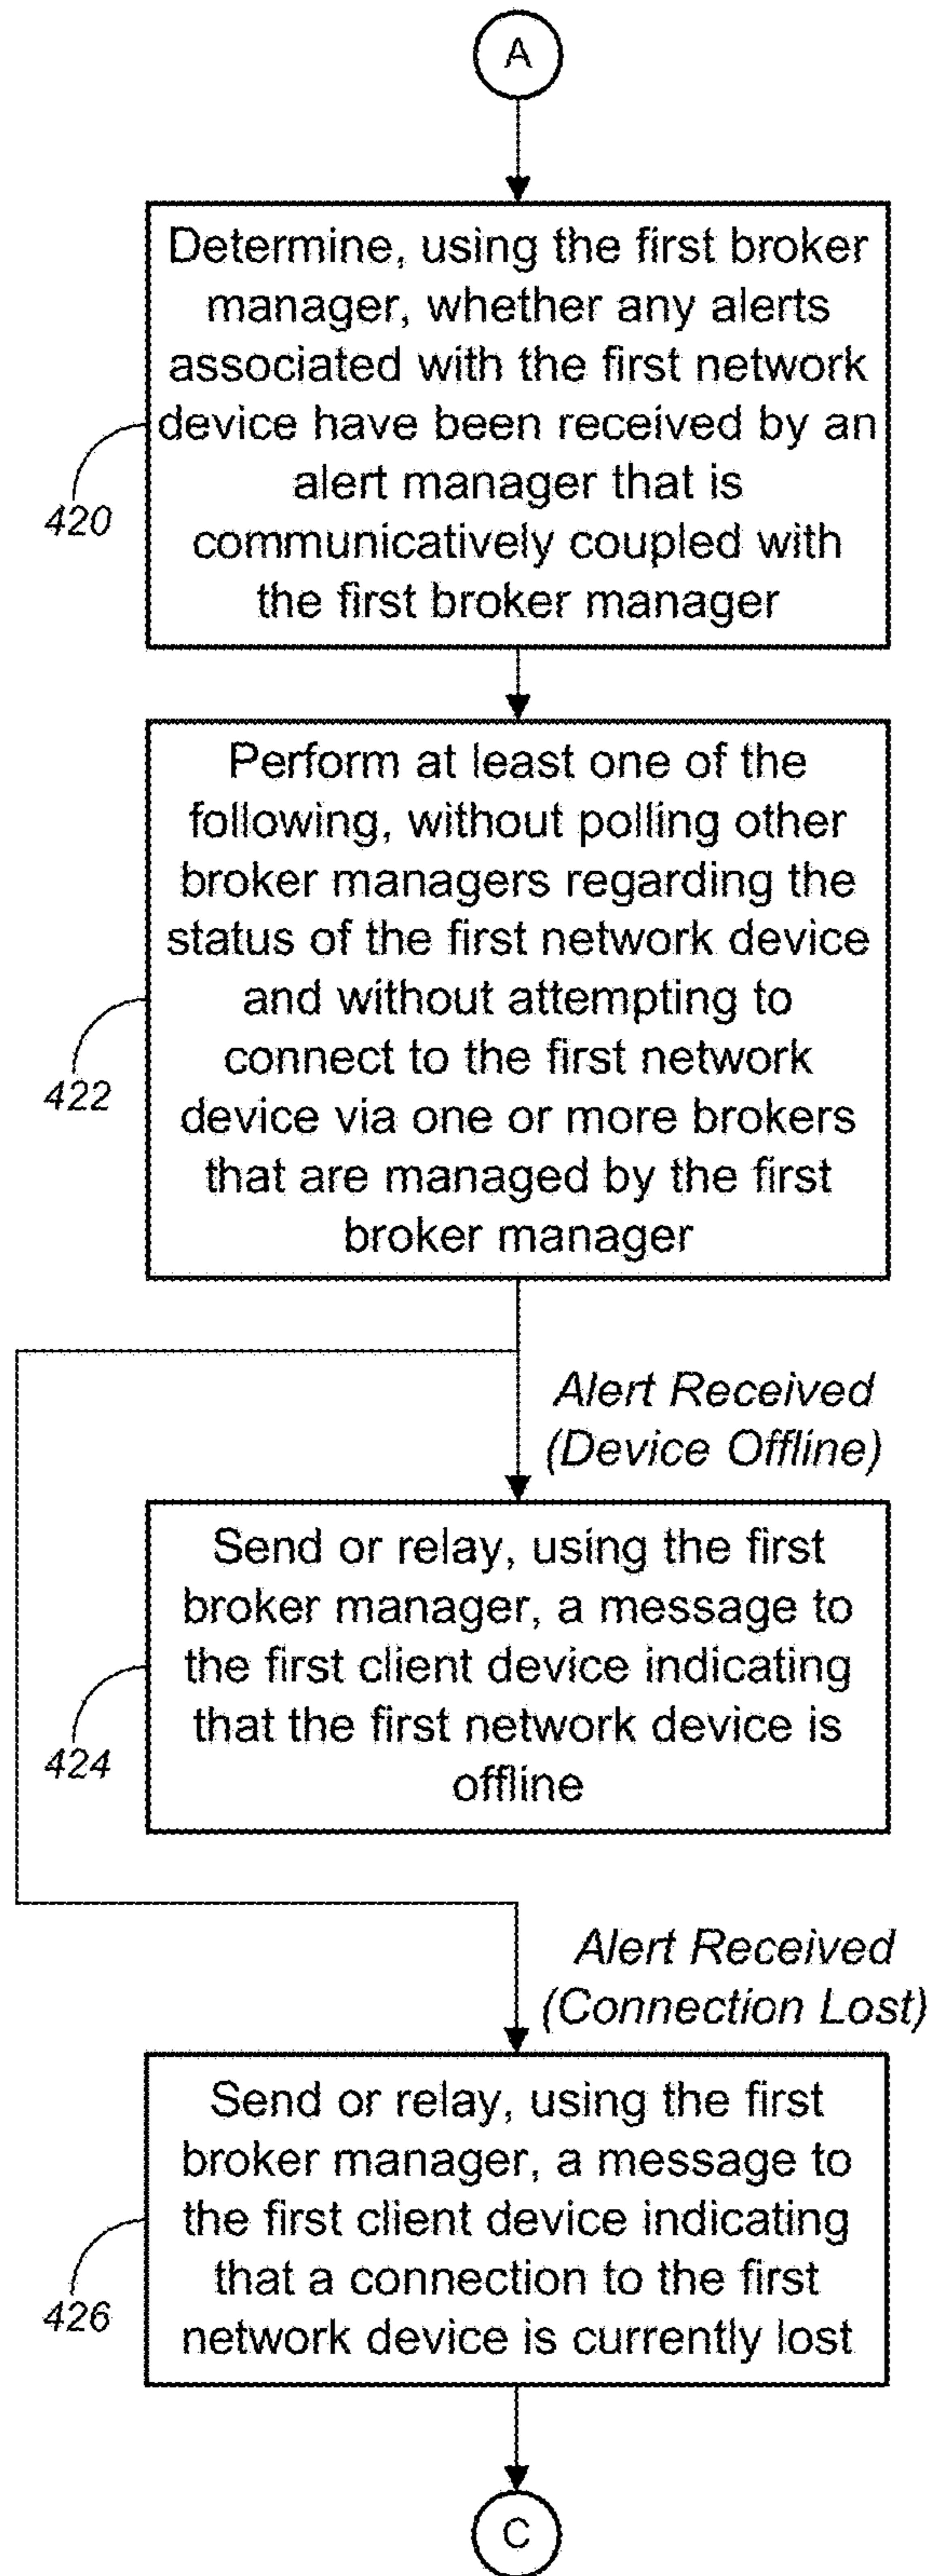 A
Determine, using the first broker
manager, whether any alerts
associated with the first network
device have been received by an
alert manager that is
communicatively coupled with
the first broker manager
420
Perform at least one of the
following, without polling other
broker managers regarding the
status of the first network device
and without attempting to
connect to the first network
device via one or more brokers
that are managed by the first
broker manager
422
Alert Received
(Device Offline)
Send or relay, using the first
broker manager, a message to
the first client device indicating
that the first network device is
offline
424
Alert Received
(Connection Lost)
Send or relay, using the first
broker manager, a message to
the first client device indicating
that a connection to the first
network device is currently lost
426
C